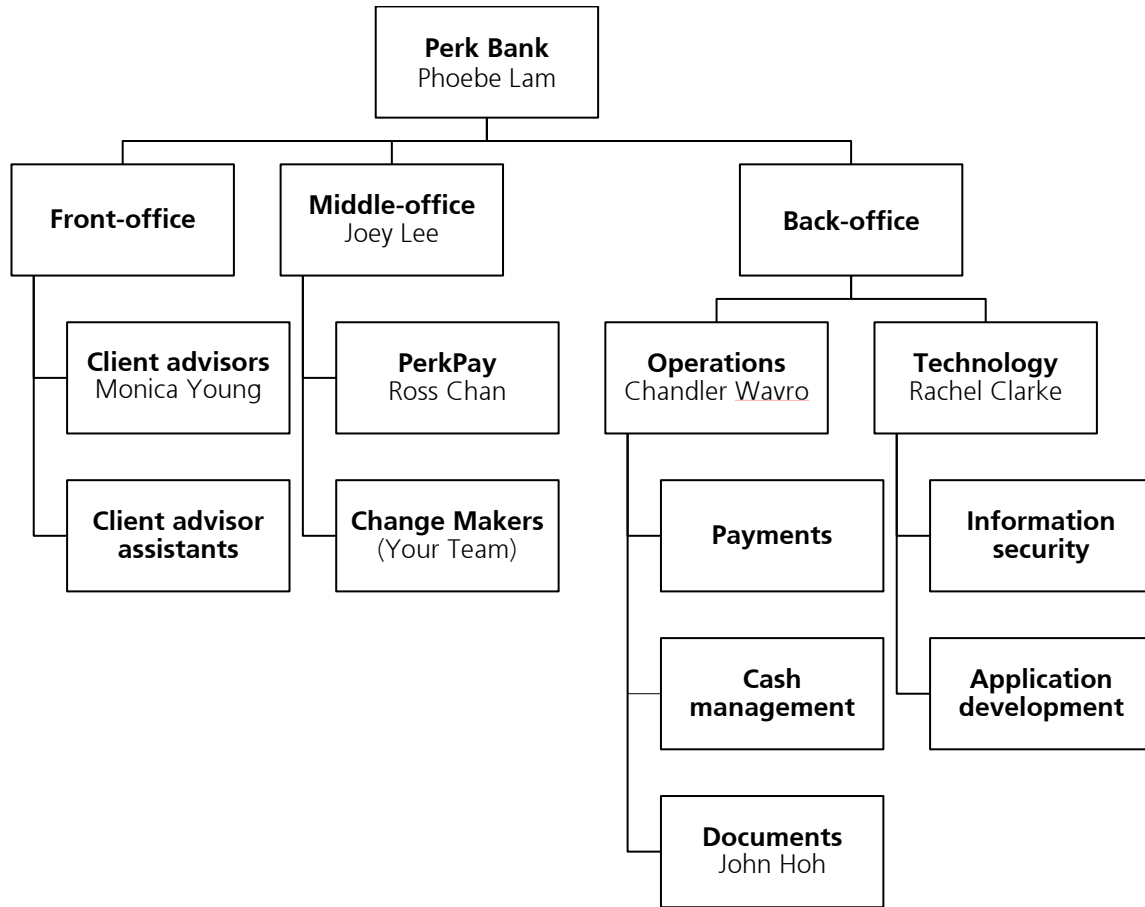 Perk Bank
Phoebe Lam
Front-office
Middle-office
Joey Lee
Back-office
Client advisors
Monica Young
PerkPay
Ross Chan
Operations
Chandler Wavro
Technology
Rachel Clarke
Client advisor
assistants
Change Makers
(Your Team)
Payments
Information
security
Cash
management
Application
development
Documents
John Hoh